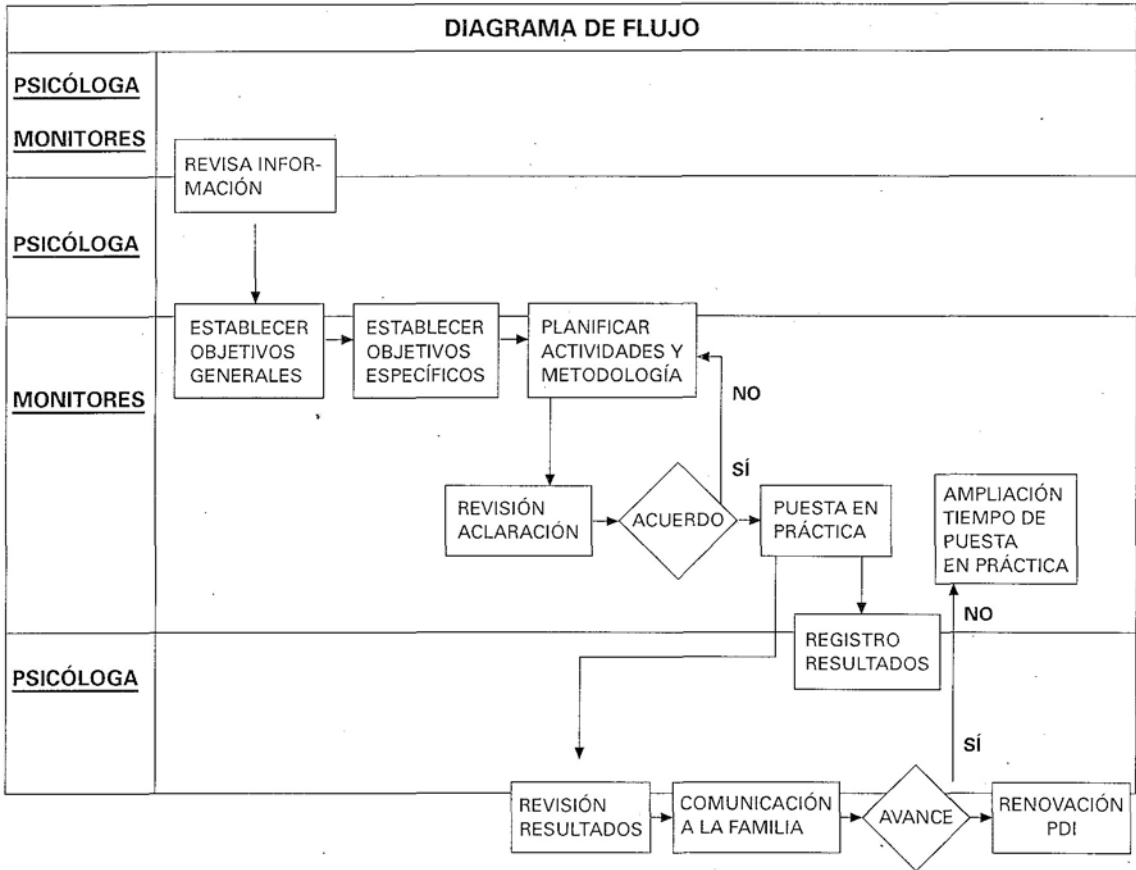 DIAGRAMA DE FLUJO
PSICÓLOGA
MONITORES
REVISA INFOR-
MACIÓN
PSICÓLOGA
ESTABLECER
OBJETIVOS
GENERALES
ESTABLECER
OBJETIVOS
ESPECÍFICOS
PLANIFICAR
ACTIVIDADES Y
METODOLOGÍA
MONITORES
NO
SÍ
REVISIÓN
ACLARACIÓN
ACUERDO
PUESTA EN
PRÁCTICA
AMPLIACIÓN
TIEMPO DE
PUESTA
EN PRÁCTICA
NO
REGISTRO
RESULTADOS
PSICÓLOGA
SÍ
REVISIÓN
RESULTADOS
COMUNICACIÓN
A LA FAMILIA
AVANCE
RENOVACIÓN
PDI